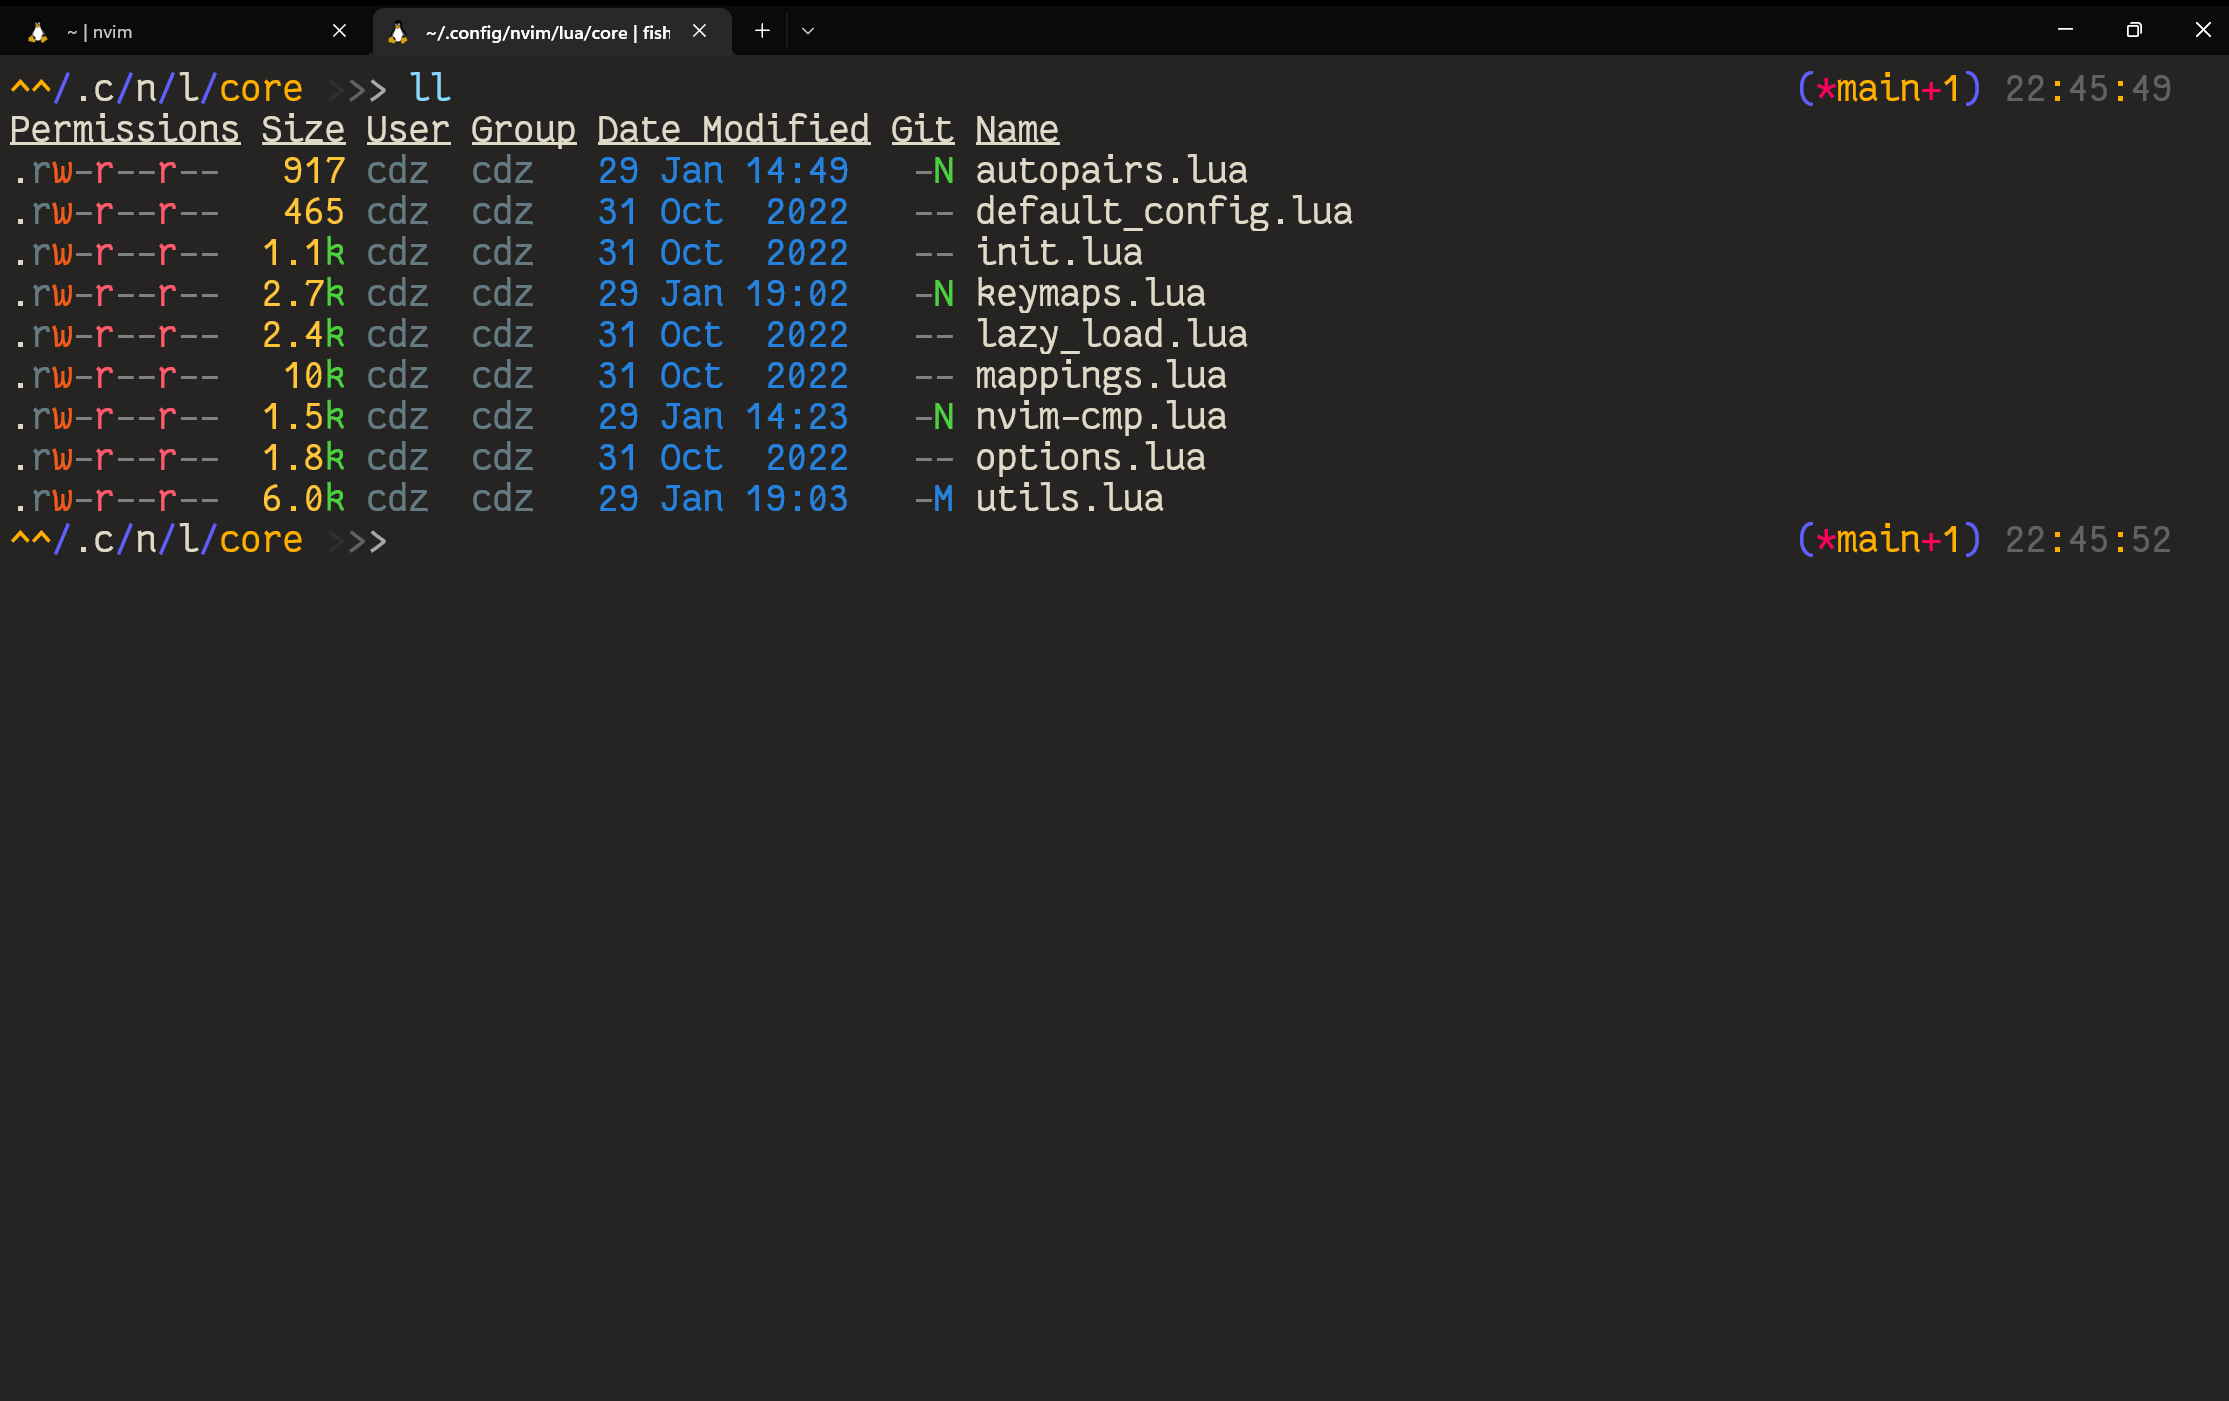 ~ | nvim
~/.config/nvim/lua/core | fish
^^/.c/n/l/core >>> ll (*main+1) 22:45:49
Permissions Size User Group Date Modified Git Name
.rw-r--r-- 917 cdz cdz 29 Jan 14:49 -N autopairs.lua
.rw-r--r-- 465 cdz cdz 31 Oct 2022 -- default_config.lua
.rw-r--r-- 1.1k cdz cdz 31 Oct 2022 -- init.lua
.rw-r--r-- 2.7k cdz cdz 29 Jan 19:02 -N keymaps.lua
.rw-r--r-- 2.4k cdz cdz 31 Oct 2022 -- lazy_load.lua
.rw-r--r-- 10k cdz cdz 31 Oct 2022 -- mappings.lua
.rw-r--r-- 1.5k cdz cdz 29 Jan 14:23 -N nvim-cmp.lua
.rw-r--r-- 1.8k cdz cdz 31 Oct 2022 -- options.lua
.rw-r--r-- 6.0k cdz cdz 29 Jan 19:03 -M utils.lua
^^/.c/n/l/core >>> (*main+1) 22:45:52